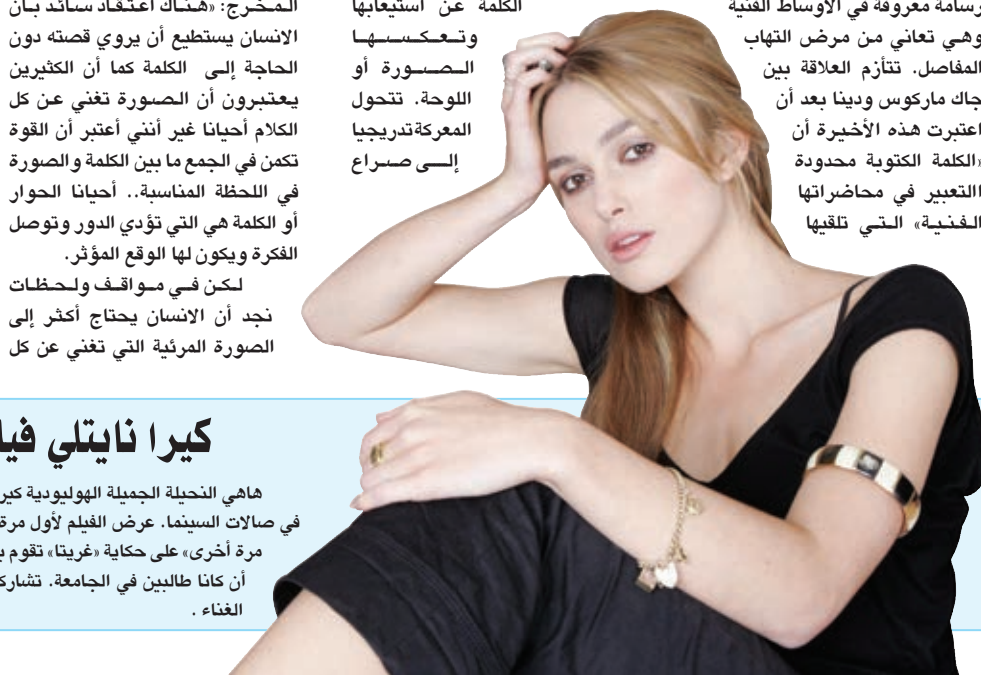 رسامة معروفة في الأوساط الفنية
وهي تعاني من مرض التهاب
المفاصل. تتأزم العلاقة بين
جاك ماركوس ودينا بعد أن
اعتبرت هذه الأخيرة أن
«الكلمة الكتوبة محدودة
التعبير في محاضراتها
الفنية» التي تلقيها
الكلمة عن استيعابها
وتعكسها
الصورة أو
اللوحة. تتحول
المعركة تدريجيا
إلى صراع
المخرج: «هناك اعتقاد سائد بأن
الانسان يستطيع أن يروي قصته دون
الحاجة إلى الكلمة كما أن الكثيرين
يعتبرون أن الصورة تغني عن كل
الكلام أحيانا غير أنني أعتبر أن القوة
تكمن في الجمع ما بين الكلمة والصورة
في اللحظة المناسبة.. أحيانا الحوار
أو الكلمة هي التي تؤدي الدور وتوصل
الفكرة ويكون لها الوقع المؤثر.
لكن في مواقف ولحظات
نجد أن الانسان يحتاج أكثر إلى
الصورة المرئية التي تغني عن كل
كيرا نايتلي
هاهي النحيلة الجميلة الهوليودية
في صالات السينما. عرض الفيلم لأول مرة
مرة أخرى» على حكاية «غريتا» تقوم
أن كانا طالبين في الجامعة.
الغناء .